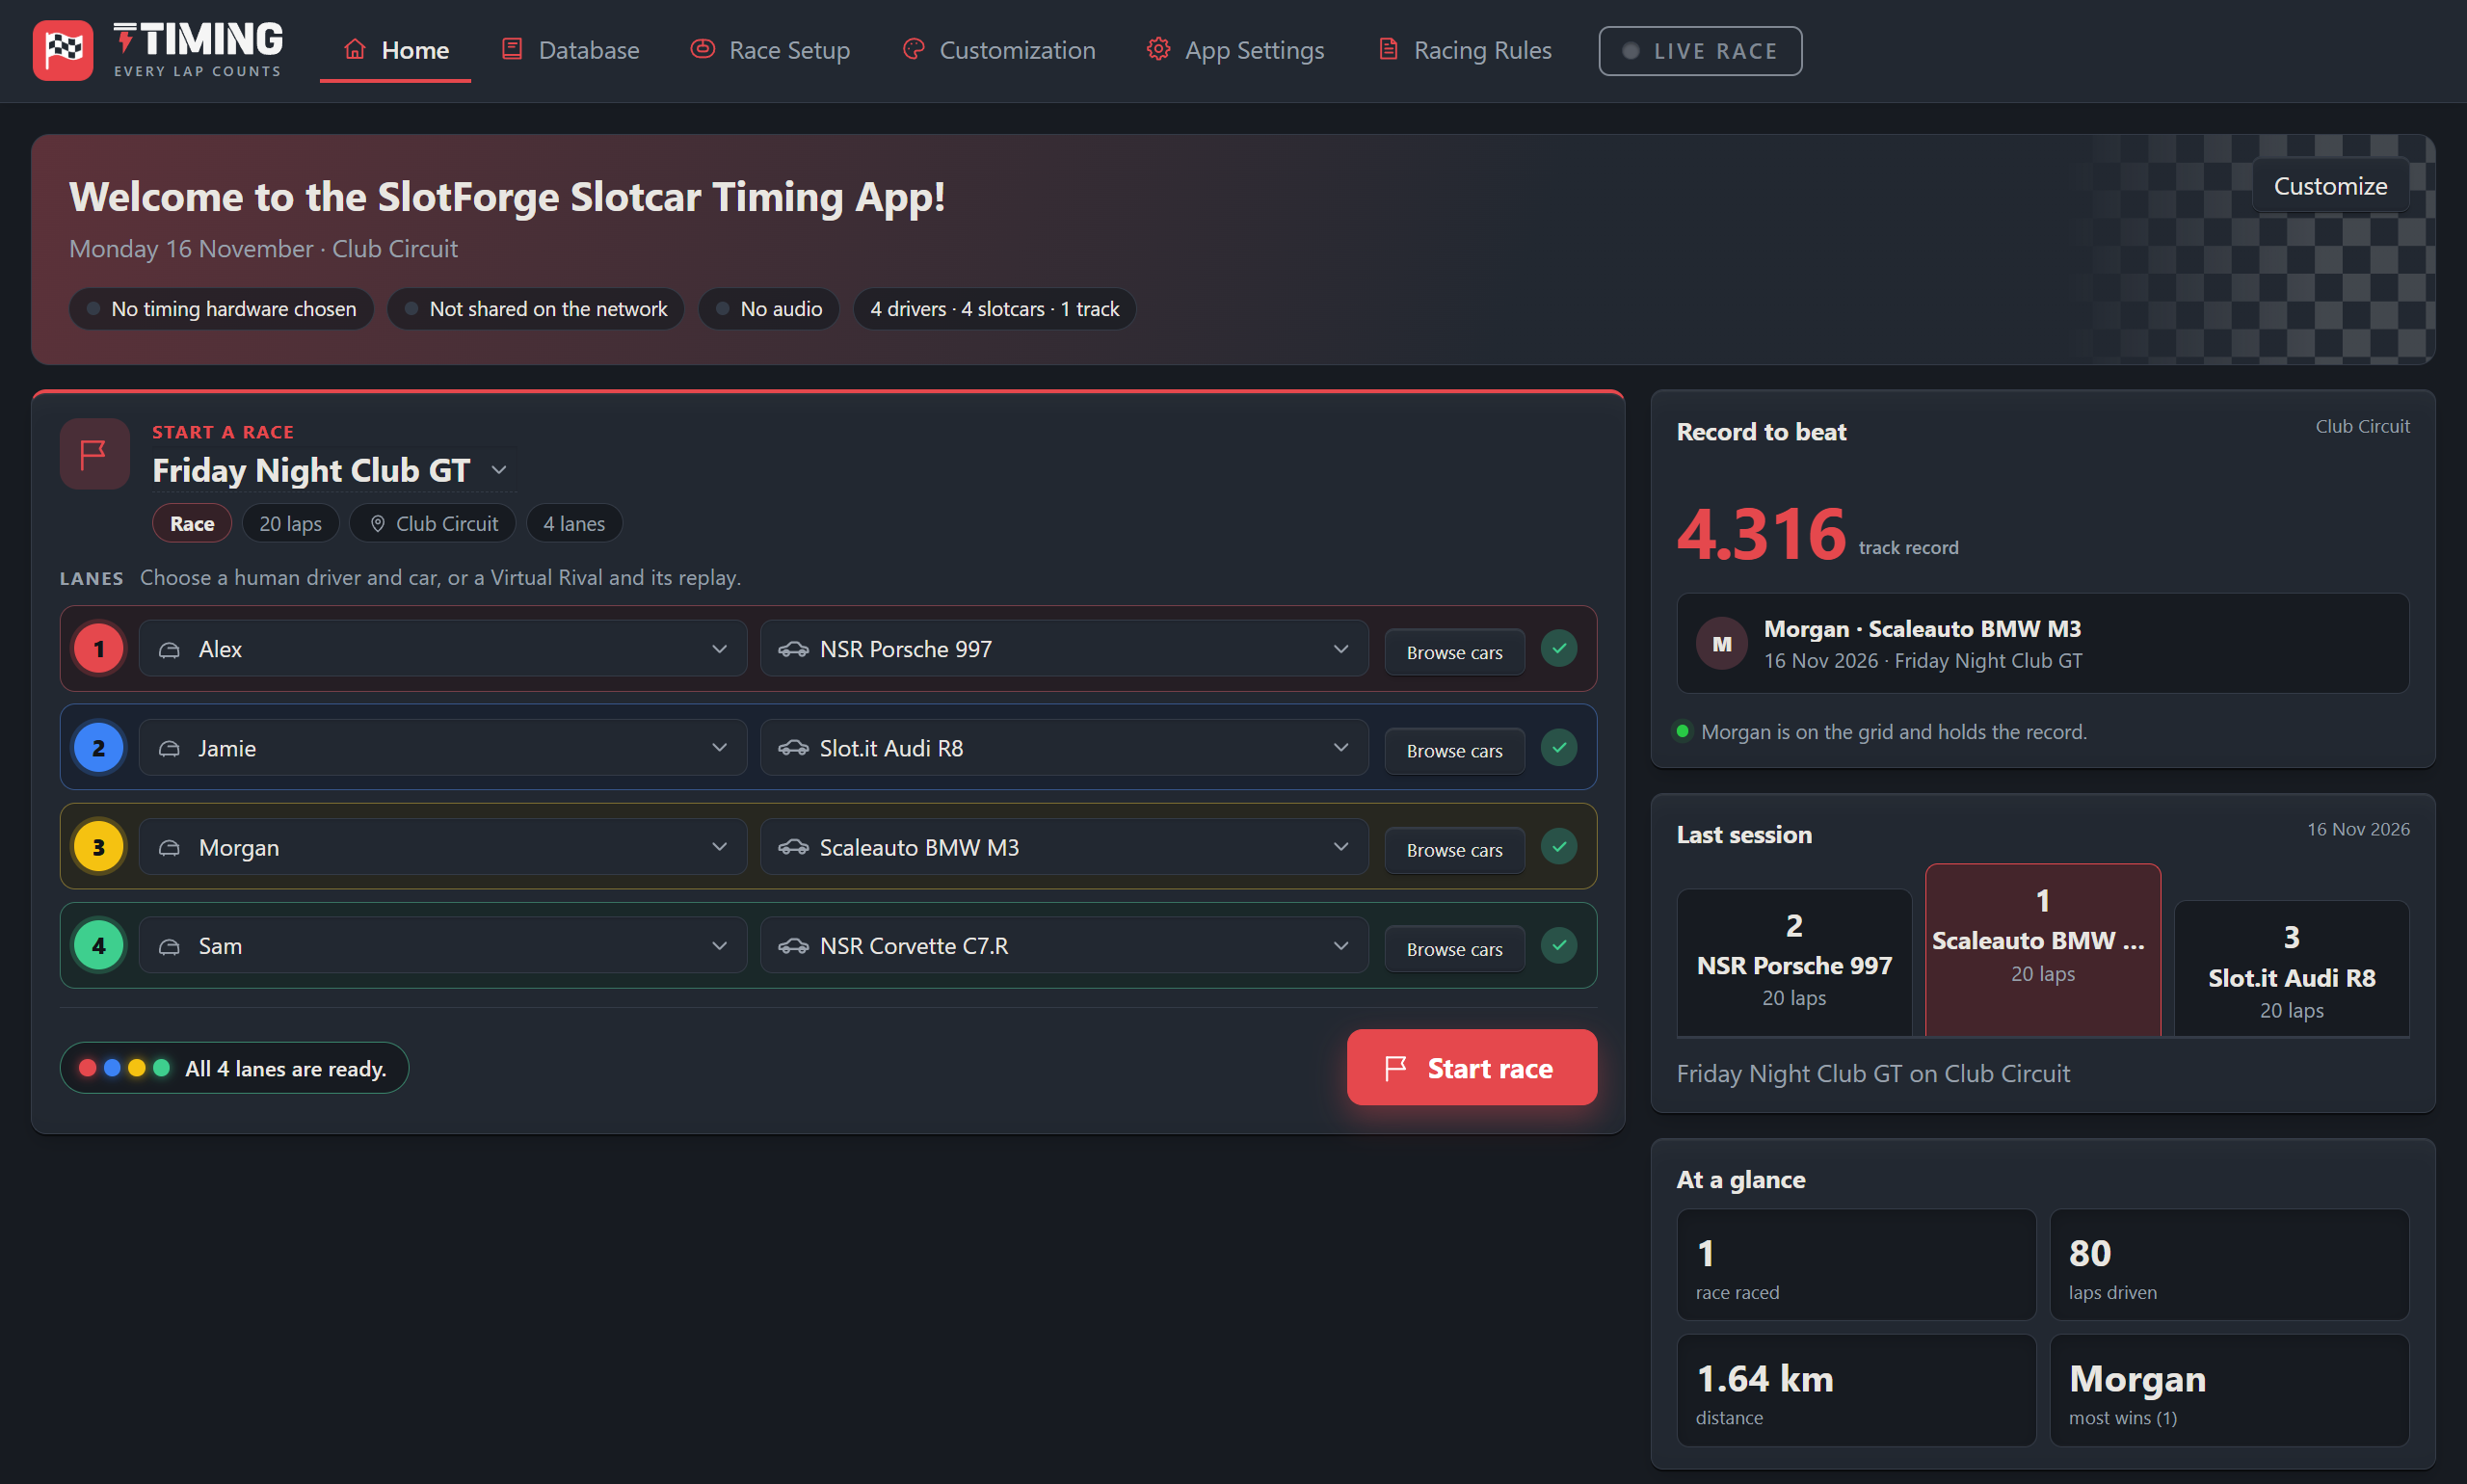 TIMING
EVERY LAP COUNTS
Home
Database
Race Setup
Customization
App Settings
Racing Rules
LIVE RACE
Welcome to the SlotForge Slotcar Timing App!
Customize
Monday 16 November · Club Circuit
No timing hardware chosen
Not shared on the network
No audio
4 drivers · 4 slotcars · 1 track
START A RACE
Friday Night Club GT
Race
20 laps
Club Circuit
4 lanes
LANES Choose a human driver and car, or a Virtual Rival and its replay.
1 Alex NSR Porsche 997 Browse cars
2 Jamie Slot.it Audi R8 Browse cars
3 Morgan Scaleauto BMW M3 Browse cars
4 Sam NSR Corvette C7.R Browse cars
All 4 lanes are ready.
Start race
Record to beat
Club Circuit
4.316 track record
M
Morgan · Scaleauto BMW M3
16 Nov 2026 · Friday Night Club GT
Morgan is on the grid and holds the record.
Last session
16 Nov 2026
2
NSR Porsche 997
20 laps
1
Scaleauto BMW ...
20 laps
3
Slot.it Audi R8
20 laps
Friday Night Club GT on Club Circuit
At a glance
1
race raced
80
laps driven
1.64 km
distance
Morgan
most wins (1)